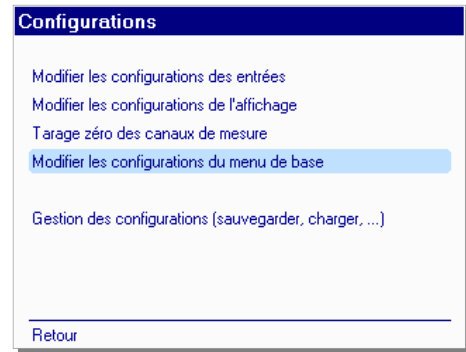 Configurations
Modifier les configurations des entrées
Modifier les configurations de l'affichage
Tarage zéro des canaux de mesure
Modifier les configurations du menu de base
Gestion des configurations (sauvegarder, charger, ...)
Retour